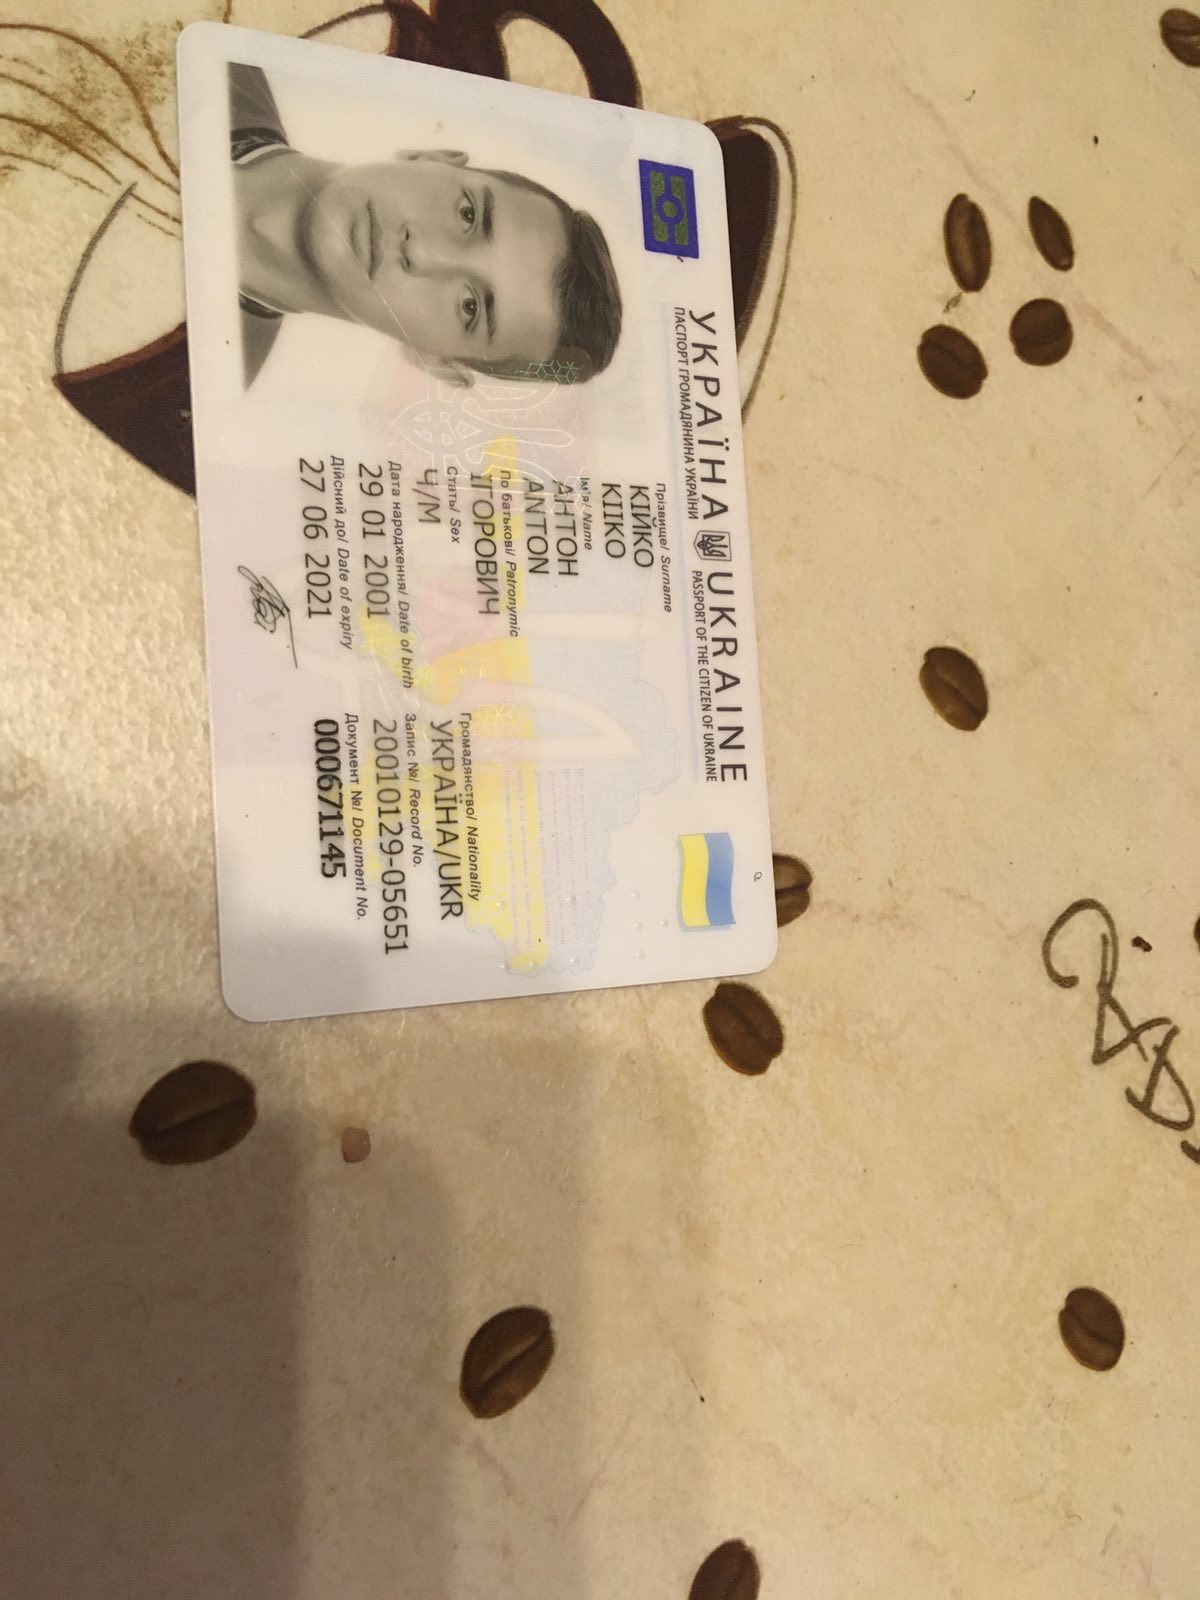 УКРАЇНА UKRAINE
ПАСПОРТ ГРОМАДЯНИНА УКРАЇНИ PASSPORT OF THE CITIZEN OF UKRAINE
Прізвище/ Surname
КІЙКО
KIIKO
Ім'я/ Name
АНТОН
ANTON
По батькові/ Patronymic
ІГОРОВИЧ
Стать/ Sex
Ч/M
Громадянство/ Nationality
УКРАЇНА/UKR
Дата народження/ Date of birth
29 01 2001
Запис №/ Record No.
20010129-05651
Дійсний до/ Date of expiry
27 06 2021
Документ №/ Document No.
000671145